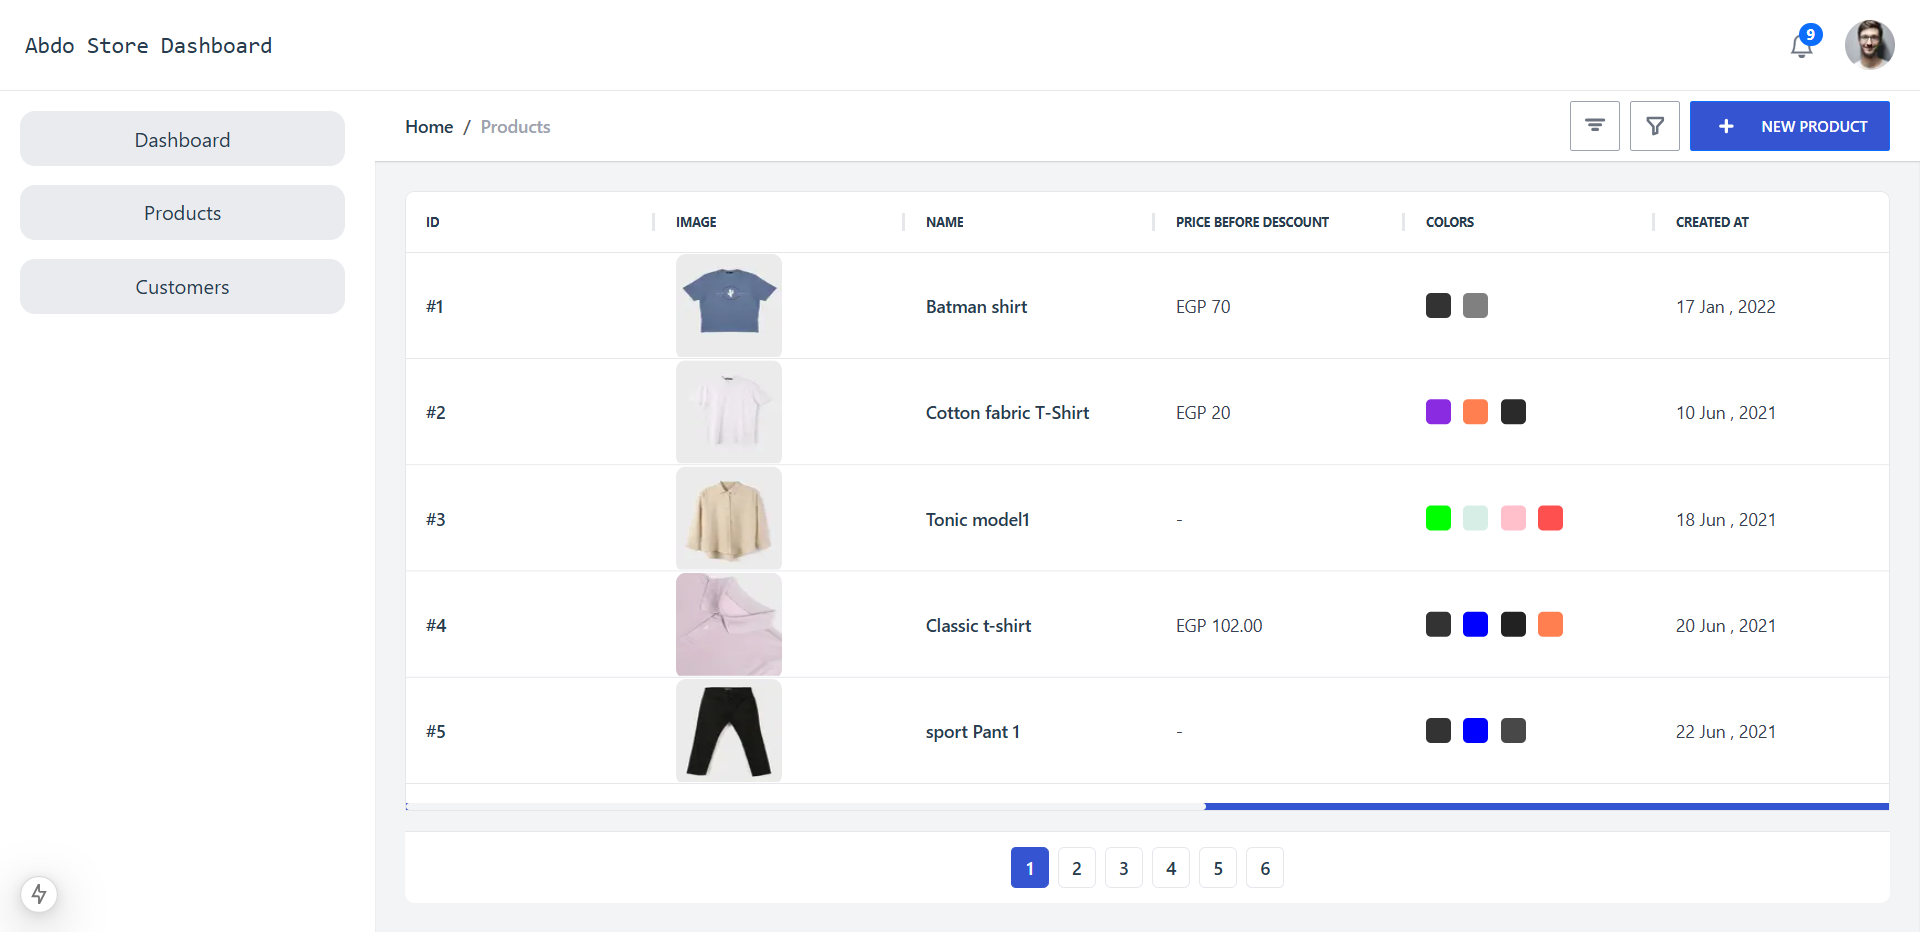 Abdo Store Dashboard
9
Dashboard
Products
Customers
Home / Products
NEW PRODUCT
ID IMAGE NAME PRICE BEFORE DESCOUNT COLORS CREATED AT
#1 Batman shirt EGP 70 17 Jan , 2022
#2 Cotton fabric T-Shirt EGP 20 10 Jun , 2021
#3 Tonic model1 - 18 Jun , 2021
#4 Classic t-shirt EGP 102.00 20 Jun , 2021
#5 sport Pant 1 - 22 Jun , 2021
1 2 3 4 5 6